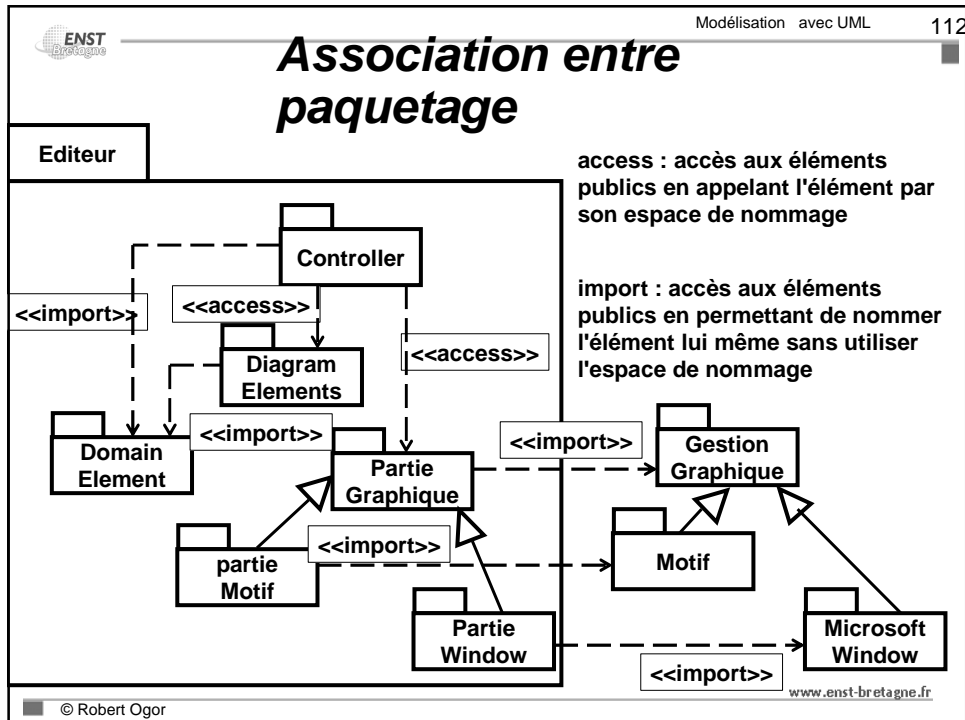 Modélisation avec UML
112
ENST
Bretagne
Association entre
paquetage
Editeur
access : accès aux éléments
publics en appelant l'élément par
son espace de nommage
Controller
import : accès aux éléments
publics en permettant de nommer
l'élément lui même sans utiliser
l'espace de nommage
<<import>>
<<access>>
<<access>>
Diagram
Elements
<<import>>
<<import>>
Domain
Element
Partie
Graphique
Gestion
Graphique
<<import>>
partie
Motif
Motif
Partie
Window
Microsoft
Window
<<import>>
www.enst-bretagne.fr
© Robert Ogor